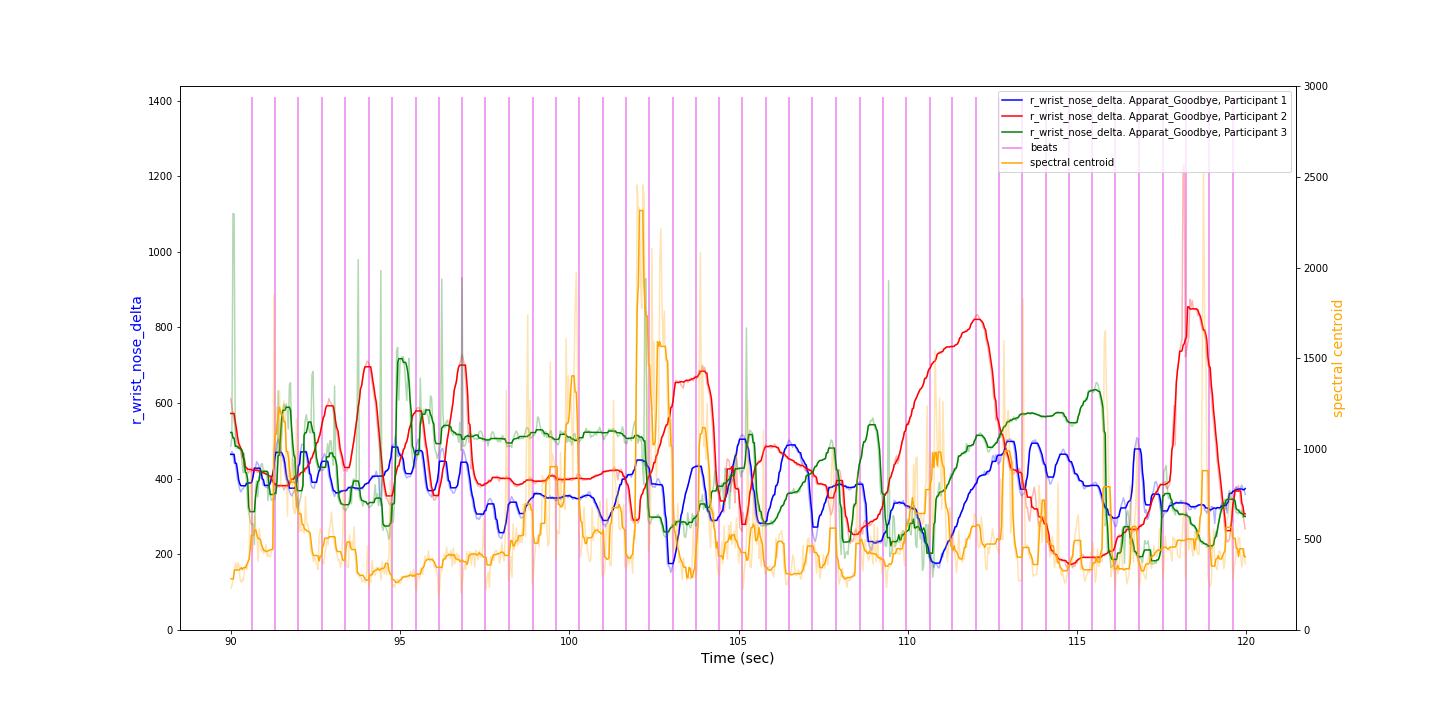 r_wrist_nose_delta. Apparat_Goodbye, Participant 1
r_wrist_nose_delta. Apparat_Goodbye, Participant 2
r_wrist_nose_delta. Apparat_Goodbye, Participant 3
beats
spectral centroid
r_wrist_nose_delta
1400
1200
1000
800
600
400
200
0
3000
2500
2000
1500
1000
500
0
spectral centroid
90
95
100
105
110
115
120
Time (sec)